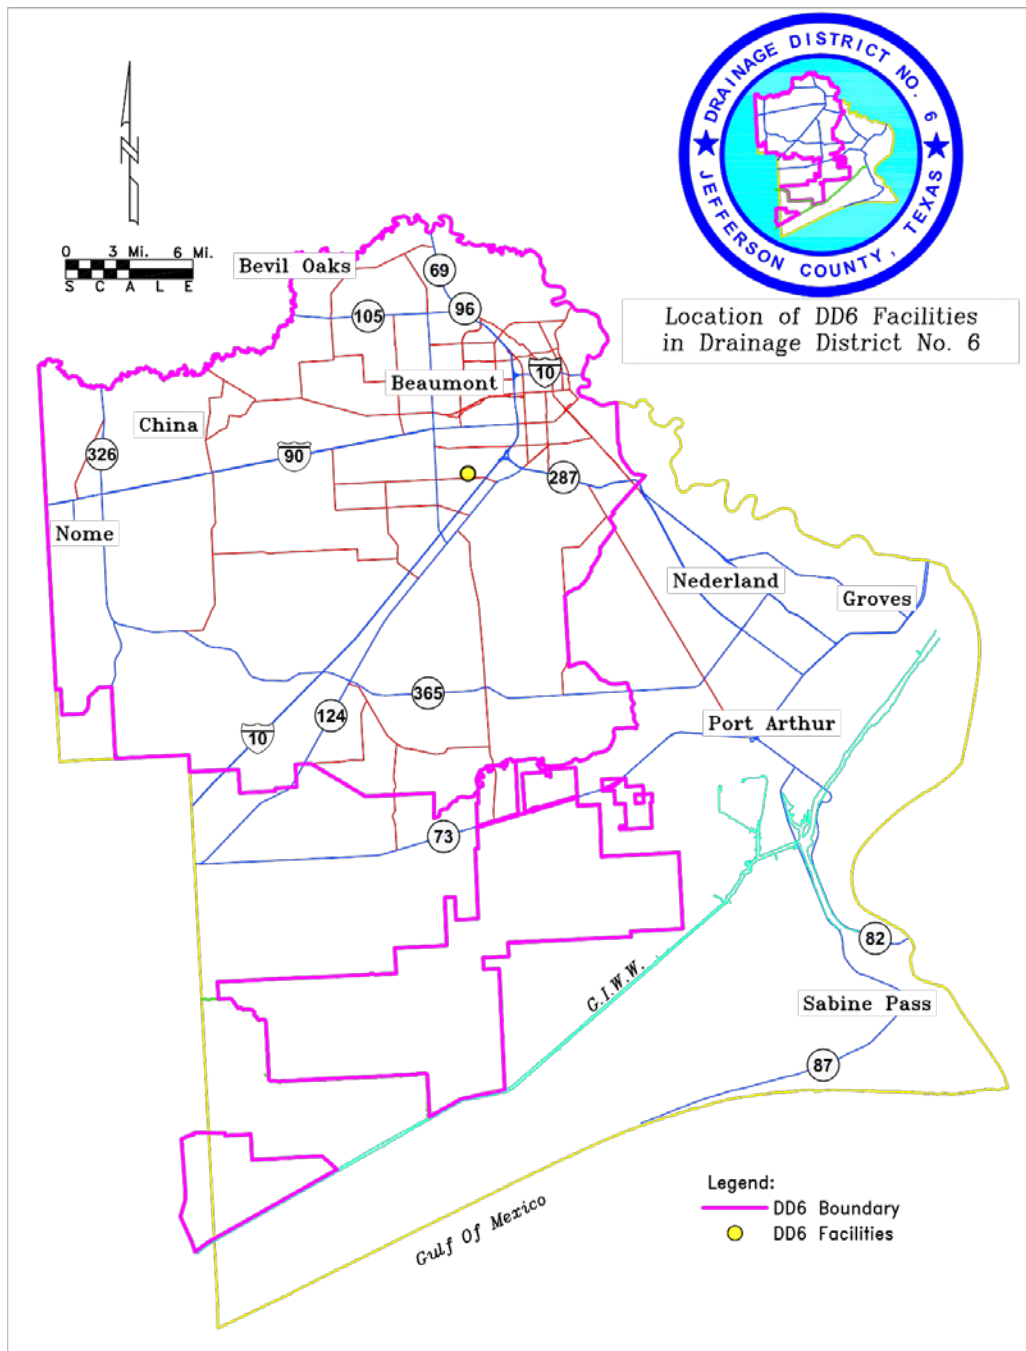 DRAINAGE DISTRICT NO. 6
JEFFERSON COUNTY, TEXAS
N
0 3 Mi. 6 Mi.
S C A L E
Location of DD6 Facilities
in Drainage District No. 6
Bevil Oaks
69
96
105
10
Beaumont
China
326
90
287
Nome
Nederland
Groves
365
124
10
Port Arthur
73
82
G.I.W.W.
Sabine Pass
87
Gulf Of Mexico
Legend:
DD6 Boundary
DD6 Facilities